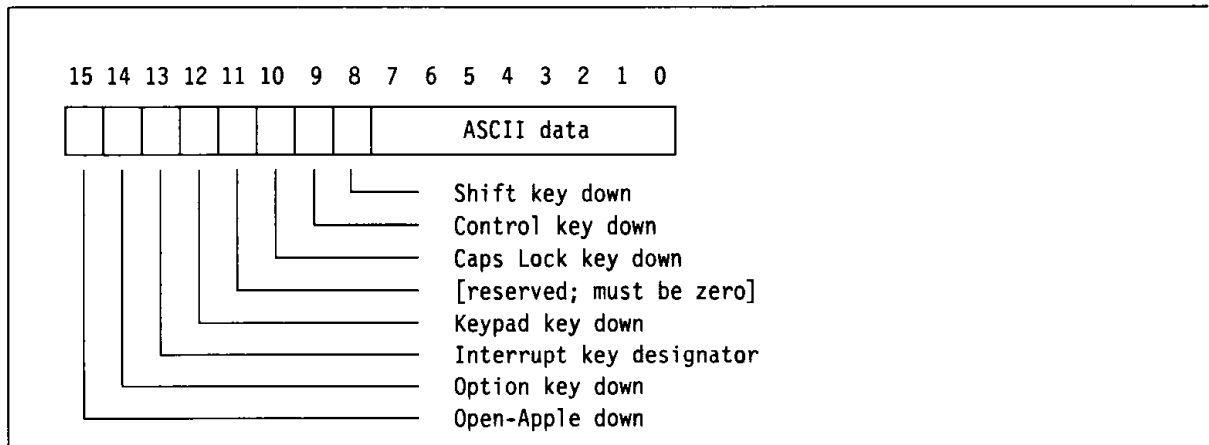 15 14 13 12 11 10 9 8 7 6 5 4 3 2 1 0
ASCII data
Shift key down
Control key down
Caps Lock key down
[reserved; must be zero]
Keypad key down
Interrupt key designator
Option key down
Open-Apple down